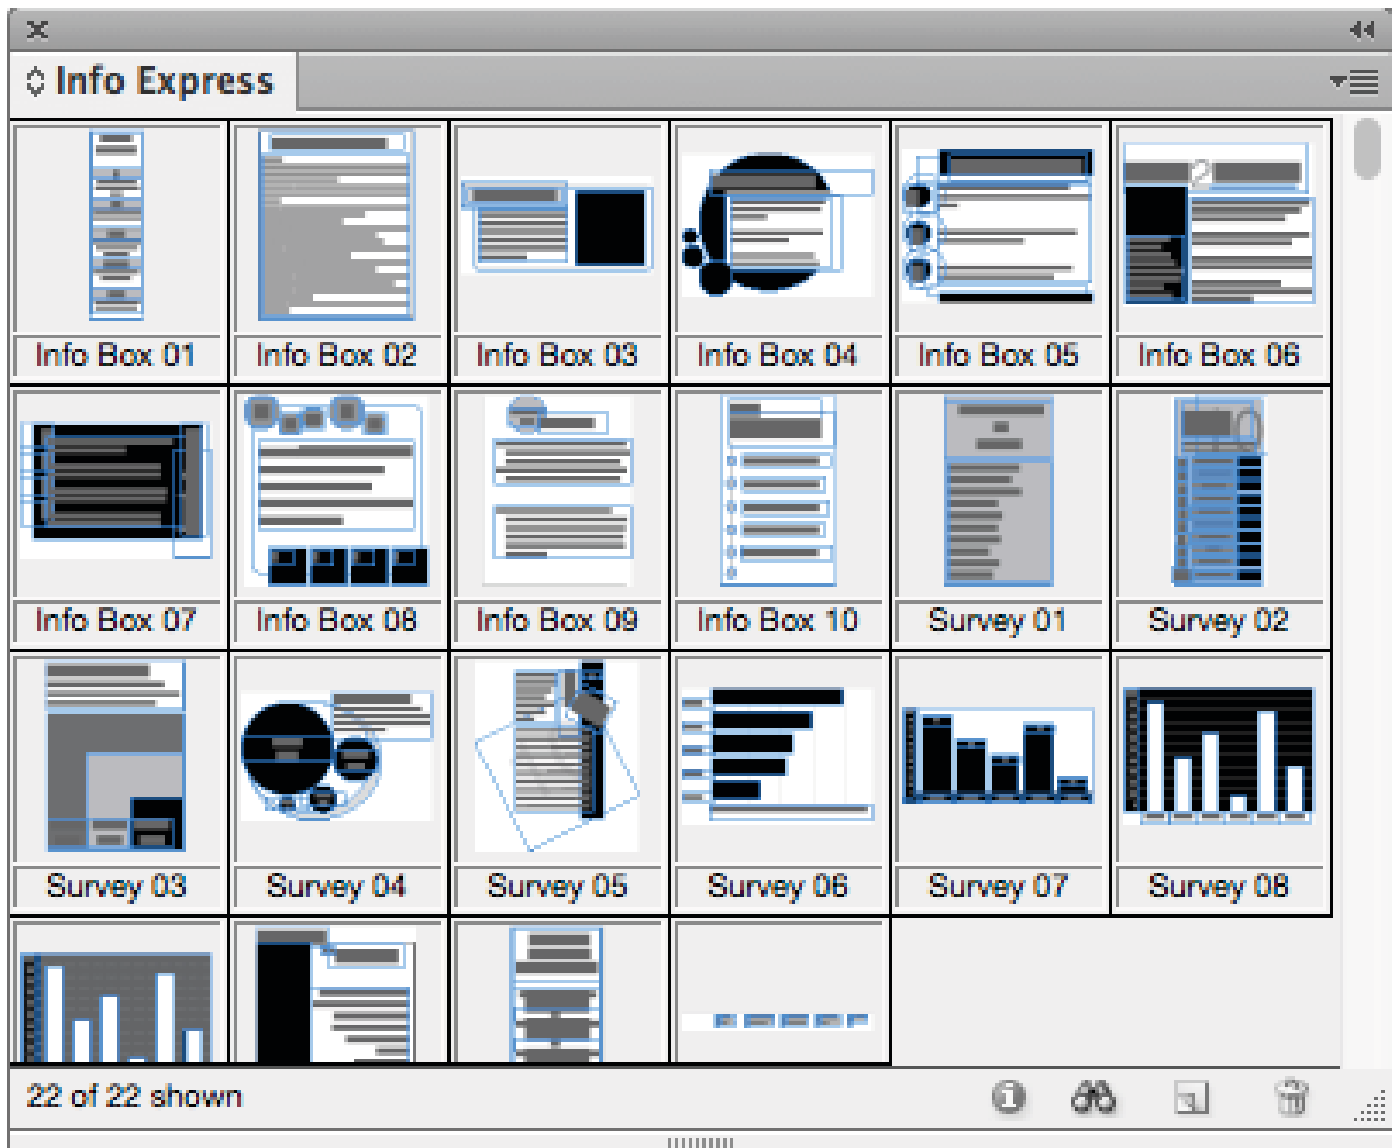 Info Express
Info Box 01
Info Box 02
Info Box 03
Info Box 04
Info Box 05
Info Box 06
Info Box 07
Info Box 08
Info Box 09
Info Box 10
Survey 01
Survey 02
Survey 03
Survey 04
Survey 05
Survey 06
Survey 07
Survey 08
22 of 22 shown